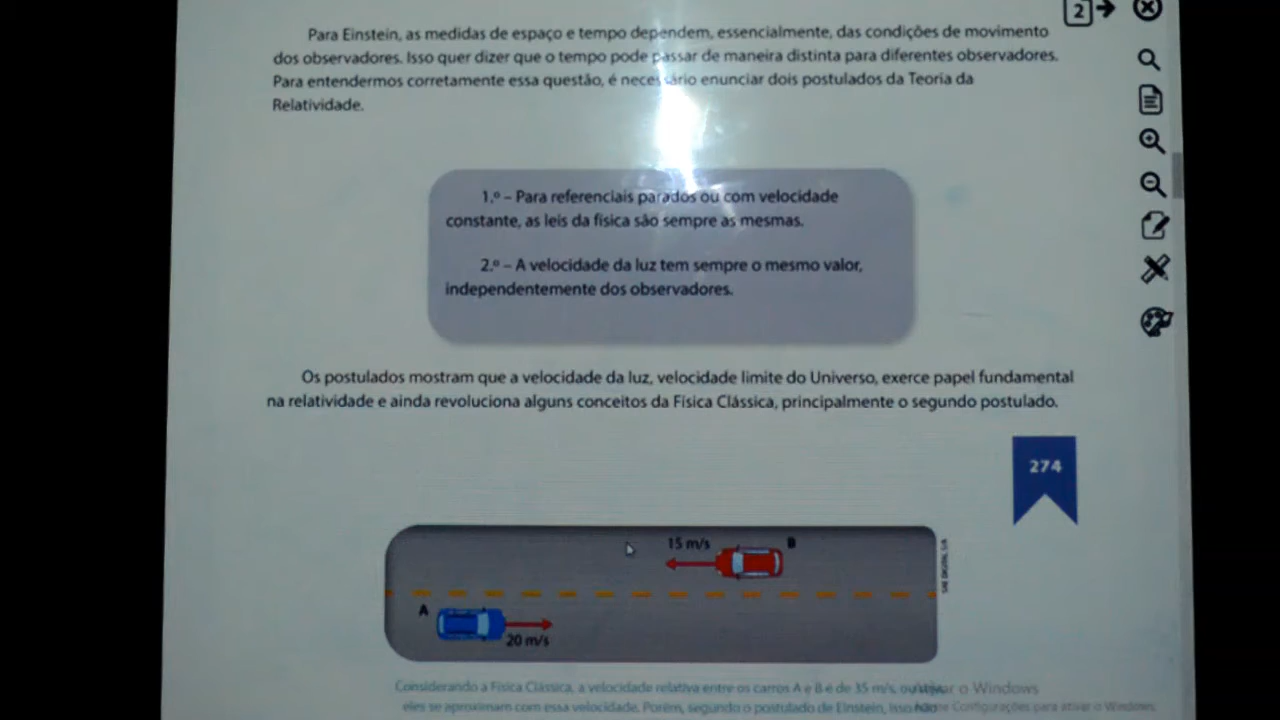 2
Para Einstein, as medidas de espaço e tempo dependem, essencialmente, das condições de movimento
dos observadores. Isso quer dizer que o tempo pode passar de maneira distinta para diferentes observadores.
Para entendermos corretamente essa questão, é necessário enunciar dois postulados da Teoria da
Relatividade.
1.º – Para referenciais parados ou com velocidade
constante, as leis da física são sempre as mesmas.
2.º – A velocidade da luz tem sempre o mesmo valor,
independentemente dos observadores.
Os postulados mostram que a velocidade da luz, velocidade limite do Universo, exerce papel fundamental
na relatividade e ainda revoluciona alguns conceitos da Física Clássica, principalmente o segundo postulado.
274
15 m/s
B
A
20 m/s
Considerando a Física Clássica, a velocidade relativa entre os carros A e B é de 35 m/s, ou
o Windows
eles se aproximam com essa velocidade. Porém, segundo o postulado de Einstein, isso não
Configurações para ativar o Windows.